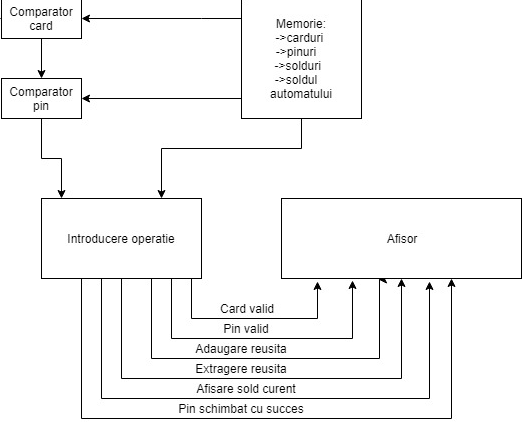 Comparator
card
Memorie:
->carduri
->pinuri
->solduri
->soldul
automatului
Comparator
pin
Introducere operatie
Afisor
Card valid
Pin valid
Adaugare reusita
Extragere reusita
Afisare sold curent
Pin schimbat cu succes